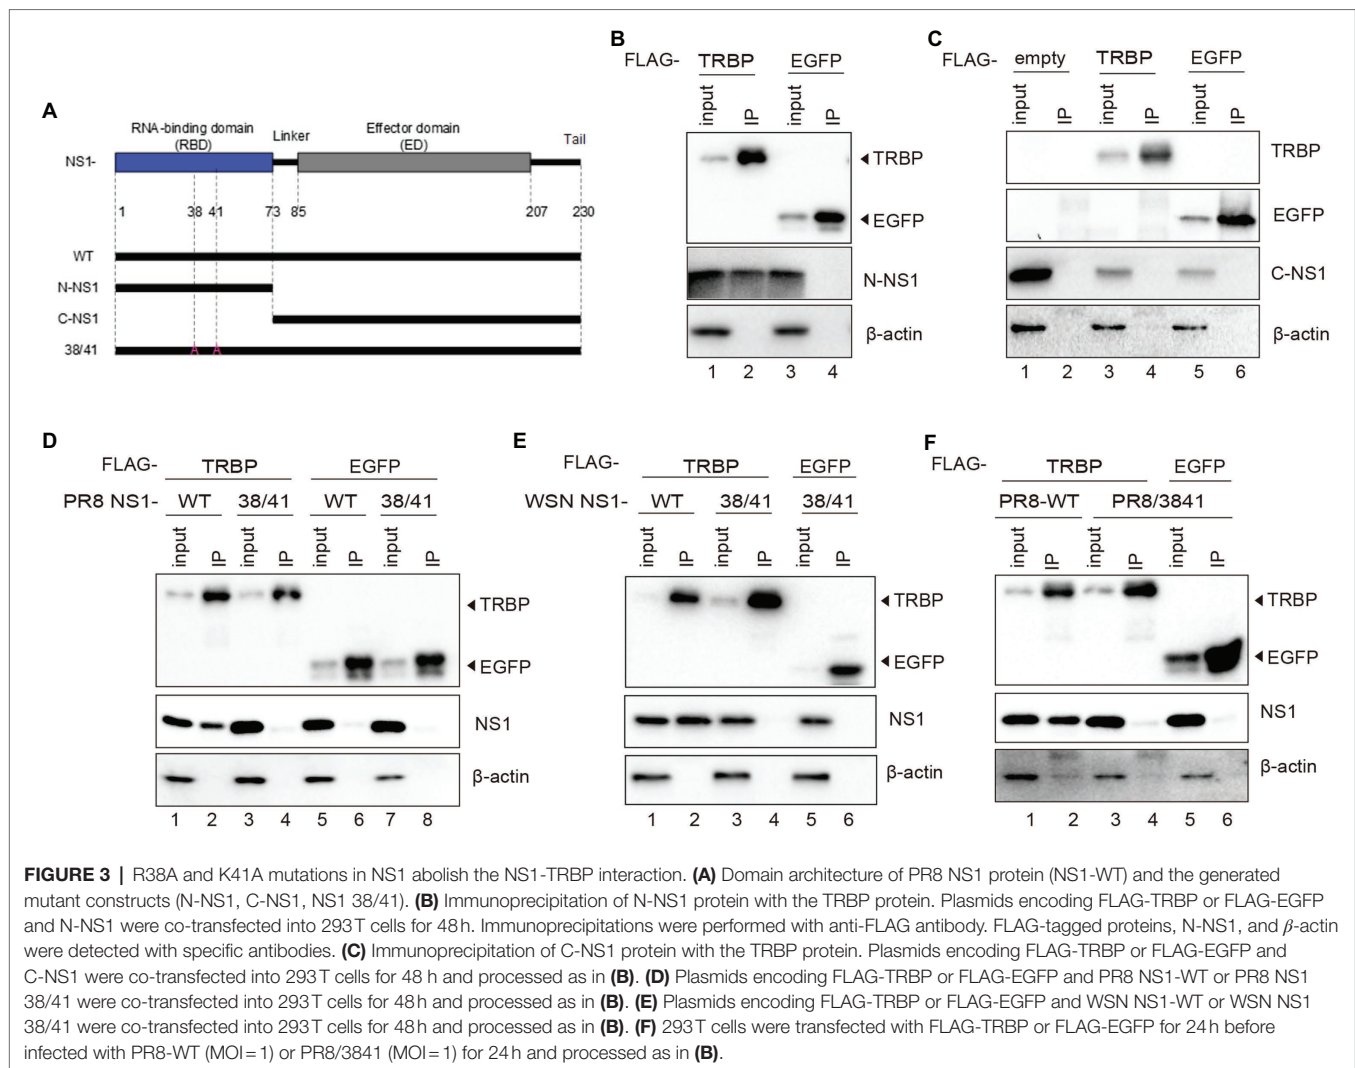 A
RNA-binding domain
(RBD)
Linker
Effector domain
(ED)
Tail
NS1-
1 38 41 73 85 207 230
WT
N-NS1
C-NS1
38/41
A A
B
FLAG- TRBP EGFP
input IP input IP
TRBP
EGFP
N-NS1
β-actin
1 2 3 4
C
FLAG- empty TRBP EGFP
input IP input IP input IP
TRBP
EGFP
C-NS1
β-actin
1 2 3 4 5 6
D
FLAG- TRBP EGFP
PR8 NS1- WT 38/41 WT 38/41
input IP input IP input IP input IP
TRBP
EGFP
NS1
β-actin
1 2 3 4 5 6 7 8
E
FLAG- TRBP EGFP
WSN NS1- WT 38/41 38/41
input IP input IP input IP
TRBP
EGFP
NS1
β-actin
1 2 3 4 5 6
F
FLAG- TRBP EGFP
PR8-WT PR8/3841
input IP input IP input IP
TRBP
EGFP
NS1
β-actin
1 2 3 4 5 6
FIGURE 3 | R38A and K41A mutations in NS1 abolish the NS1-TRBP interaction. (A) Domain architecture of PR8 NS1 protein (NS1-WT) and the generated
mutant constructs (N-NS1, C-NS1, NS1 38/41). (B) Immunoprecipitation of N-NS1 protein with the TRBP protein. Plasmids encoding FLAG-TRBP or FLAG-EGFP
and N-NS1 were co-transfected into 293T cells for 48h. Immunoprecipitations were performed with anti-FLAG antibody. FLAG-tagged proteins, N-NS1, and β-actin
were detected with specific antibodies. (C) Immunoprecipitation of C-NS1 protein with the TRBP protein. Plasmids encoding FLAG-TRBP or FLAG-EGFP and
C-NS1 were co-transfected into 293T cells for 48 h and processed as in (B). (D) Plasmids encoding FLAG-TRBP or FLAG-EGFP and PR8 NS1-WT or PR8 NS1
38/41 were co-transfected into 293T cells for 48h and processed as in (B). (E) Plasmids encoding FLAG-TRBP or FLAG-EGFP and WSN NS1-WT or WSN NS1
38/41 were co-transfected into 293T cells for 48h and processed as in (B). (F) 293T cells were transfected with FLAG-TRBP or FLAG-EGFP for 24h before
infected with PR8-WT (MOI=1) or PR8/3841 (MOI=1) for 24h and processed as in (B).